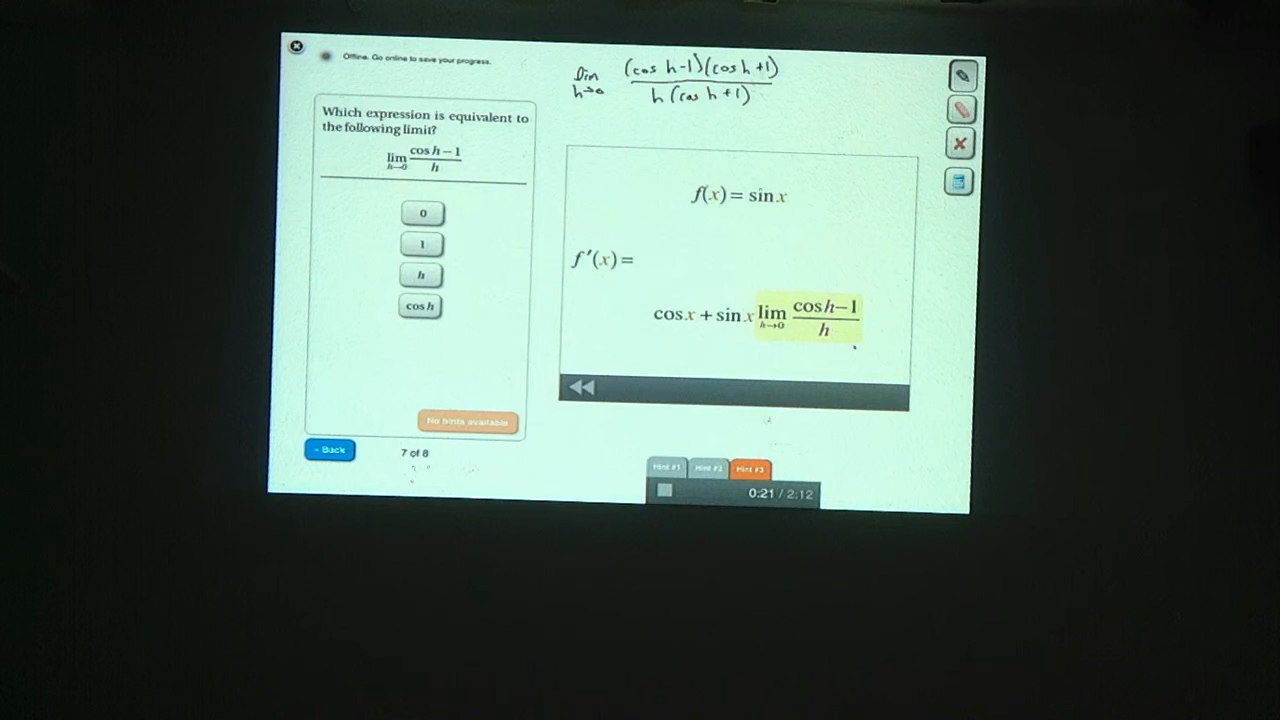 Offline. Go online to save your progress.
lim h→0 (cos h-1)(cos h+1) / h(cos h+1)
Which expression is equivalent to
the following limit?
lim h→0 cos h−1 / h
0
1
h
cos h
No hints available
- Back
7 of 8
f(x) = sin x
f′(x) =
cos x + sin x lim h→0 cos h−1 / h
Hint #1 Hint #2 Hint #3
0:21 / 2:12